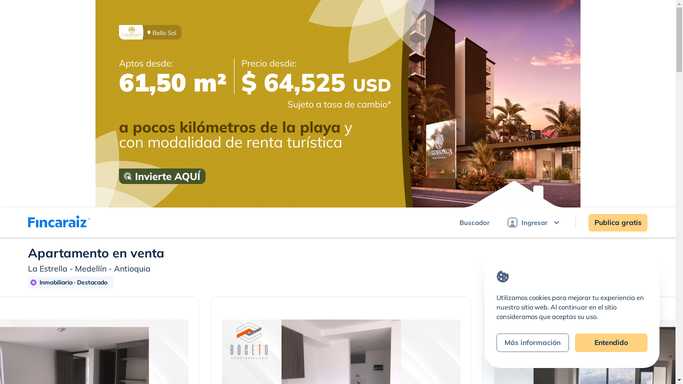 Bello Sol
Aptos desde:
61,50 m²
Precio desde:
$ 64,525 USD
Sujeto a tasa de cambio*
a pocos kilómetros de la playa y
con modalidad de renta turística
Invierte AQUÍ
Fincaraíz
Buscador
Ingresar
Publica gratis
Apartamento en venta
La Estrella - Medellín - Antioquia
Inmobiliaria · Destacado
Utilizamos cookies para mejorar tu experiencia en
nuestro sitio web. Al continuar en el sitio
consideramos que aceptas su uso.
Más información
Entendido
BOCETO